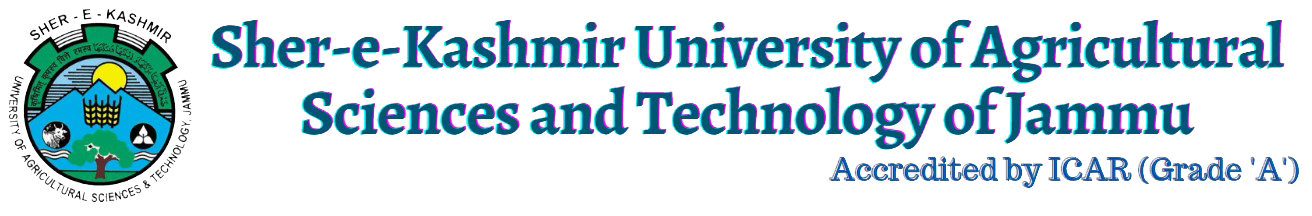 SHER - E - KASHMIR
UNIVERSITY OF AGRICULTURAL SCIENCES & TECHNOLOGY, JAMMU
Sher-e-Kashmir University of Agricultural
Sciences and Technology of Jammu
Accredited by ICAR (Grade 'A')